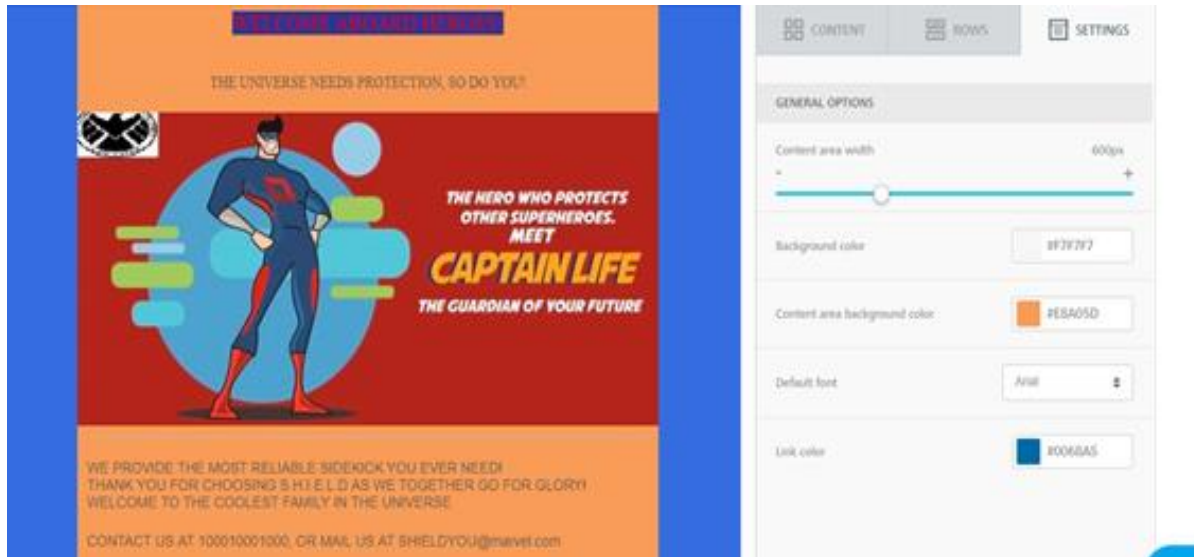 WELCOME ABOARD HEROES!
THE UNIVERSE NEEDS PROTECTION, SO DO YOU!
THE HERO WHO PROTECTS
OTHER SUPERHEROES.
MEET
CAPTAIN LIFE
THE GUARDIAN OF YOUR FUTURE
WE PROVIDE THE MOST RELIABLE SIDEKICK YOU EVER NEED!
THANK YOU FOR CHOOSING S.H.I.E.L.D AS WE TOGETHER GO FOR GLORY!
WELCOME TO THE COOLEST FAMILY IN THE UNIVERSE
CONTACT US AT 100010001000, OR MAIL US AT SHIELDYOU@marvel.com
CONTENT
ROWS
SETTINGS
GENERAL OPTIONS
Content area width 600px
- +
Background color #F7F7F7
Content area background color #E8A05D
Default font Arial
Link color #0068A5